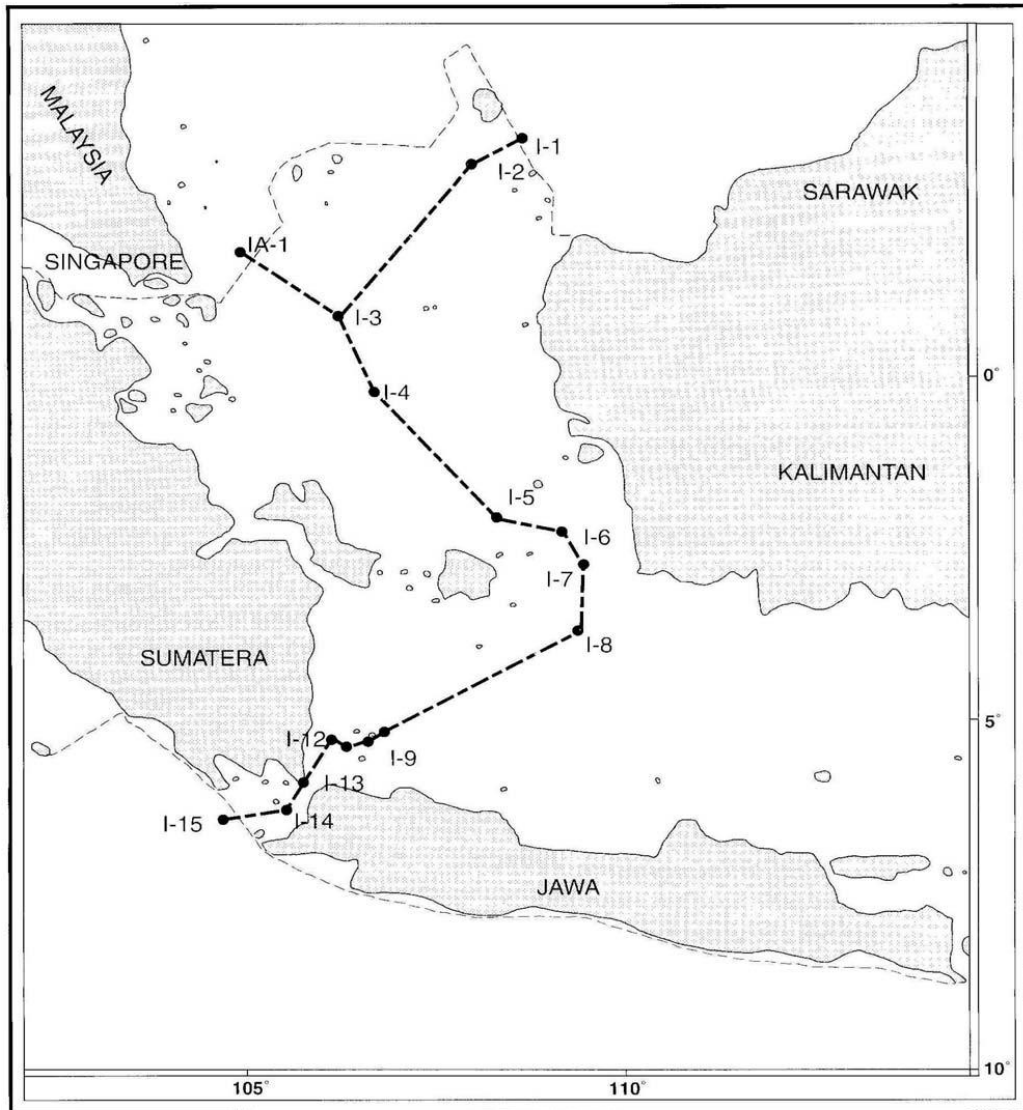 MALAYSIA
I-1
I-2
SARAWAK
IA-1
SINGAPORE
I-3
0°
I-4
KALIMANTAN
I-5
I-6
I-7
I-8
SUMATERA
5°
I-12
I-9
I-13
I-15
I-14
JAWA
10°
105°
110°